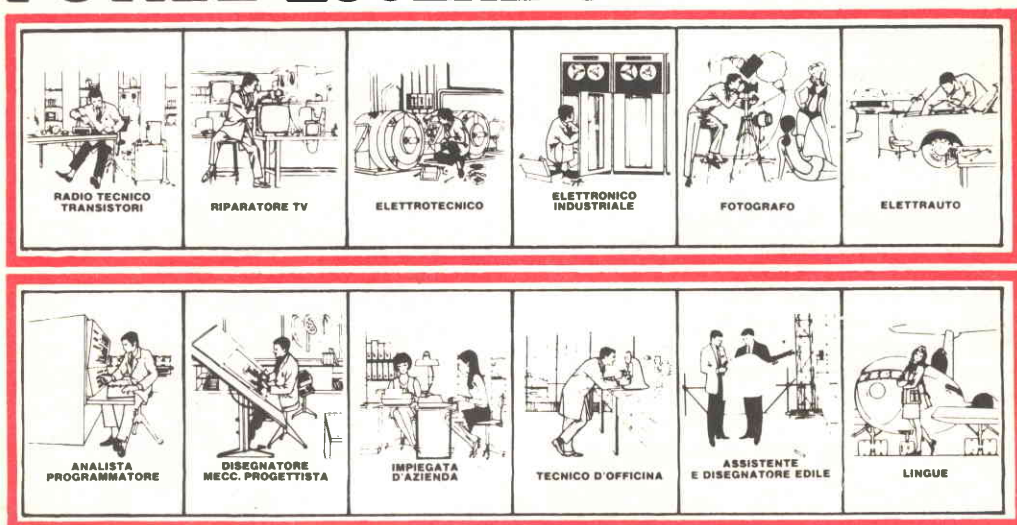 RADIO TECNICO
TRANSISTORI
RIPARATORE TV
ELETTROTECNICO
ELETTRONICO
INDUSTRIALE
FOTOGRAFO
ELETTRAUTO
ANALISTA
PROGRAMMATORE
DISEGNATORE
MECC. PROGETTISTA
IMPIEGATA
D'AZIENDA
TECNICO D'OFFICINA
ASSISTENTE
E DISEGNATORE EDILE
LINGUE